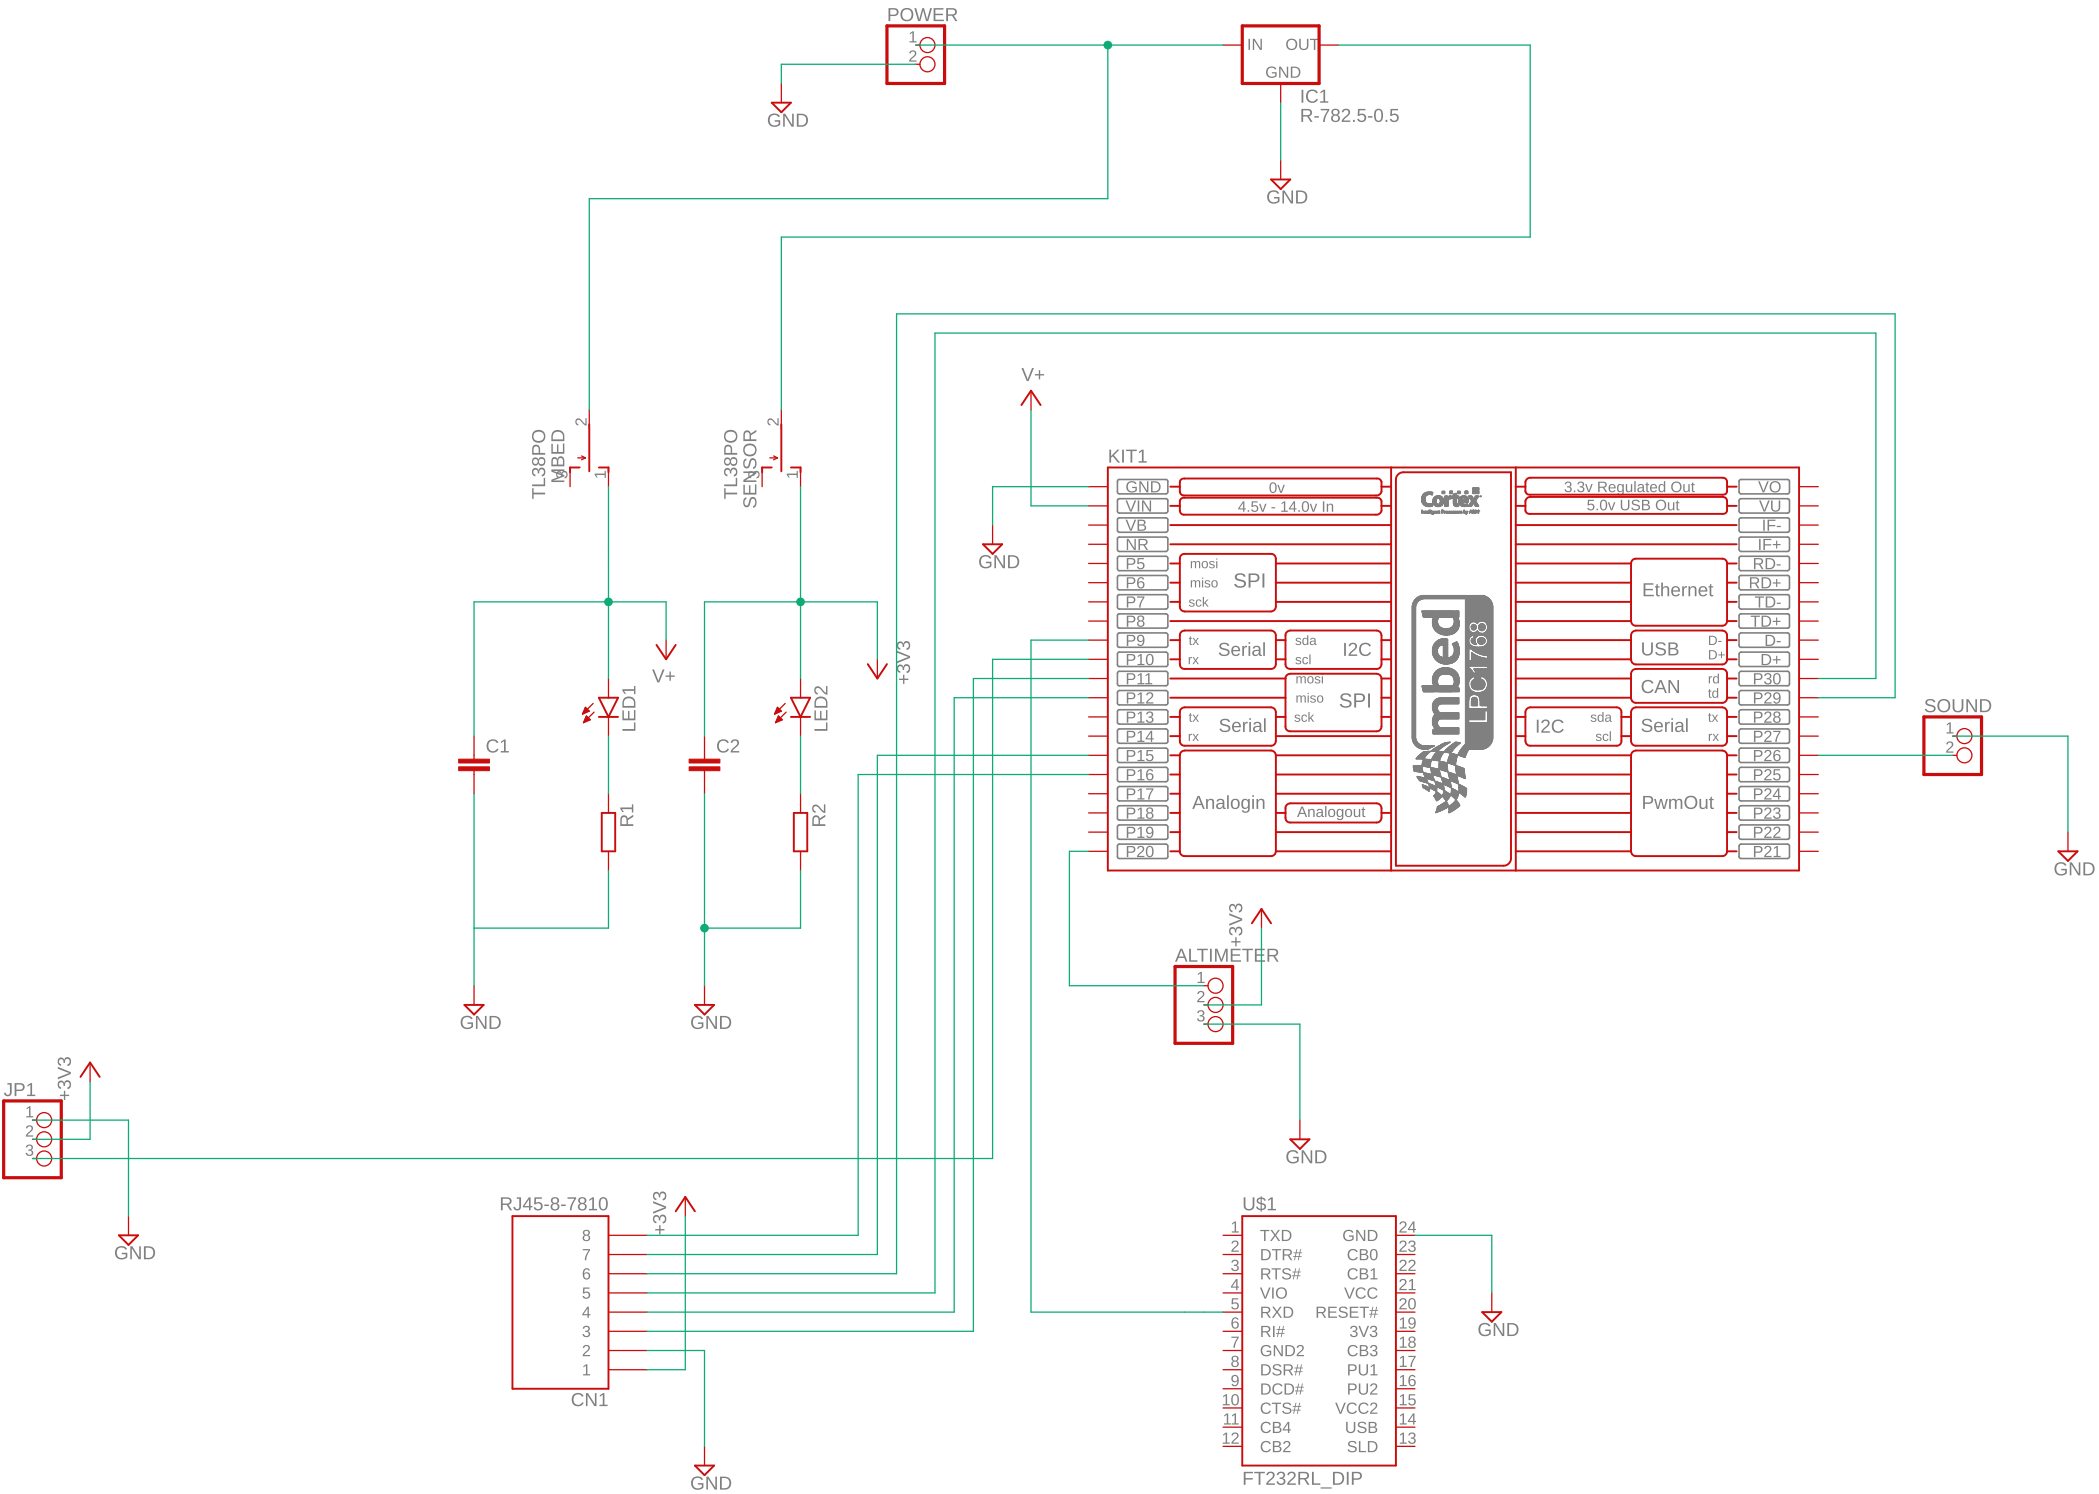 POWER
1
2
GND
IN OUT
GND
IC1
R-782.5-0.5
GND
TL38PO
MBED
2
3
1
TL38PO
SENSOR
2
3
1
V+
+3V3
LED1
LED2
C1
C2
R1
R2
GND
GND
V+
GND
KIT1
GND 0v 3.3v Regulated Out VO
VIN 4.5v - 14.0v In 5.0v USB Out VU
VB IF-
NR IF+
P5 mosi RD-
P6 miso SPI Ethernet RD+
P7 sck TD-
P8 TD+
P9 tx Serial sda I2C USB D- D-
P10 rx scl D+ D+
P11 mosi CAN rd P30
P12 miso SPI td P29
P13 tx Serial sck I2C sda Serial tx P28
P14 rx scl rx P27
P15 P26
P16 P25
P17 Analogin PwmOut P24
P18 Analogout P23
P19 P22
P20 P21
Cortex
mbed
LPC1768
SOUND
1
2
GND
+3V3
ALTIMETER
1
2
3
GND
JP1
+3V3
1
2
3
GND
RJ45-8-7810
+3V3
8
7
6
5
4
3
2
1
CN1
GND
U$1
1 TXD GND 24
2 DTR# CB0 23
3 RTS# CB1 22
4 VIO VCC 21
5 RXD RESET# 20
6 RI# 3V3 19
7 GND2 CB3 18
8 DSR# PU1 17
9 DCD# PU2 16
10 CTS# VCC2 15
11 CB4 USB 14
12 CB2 SLD 13
FT232RL_DIP
GND